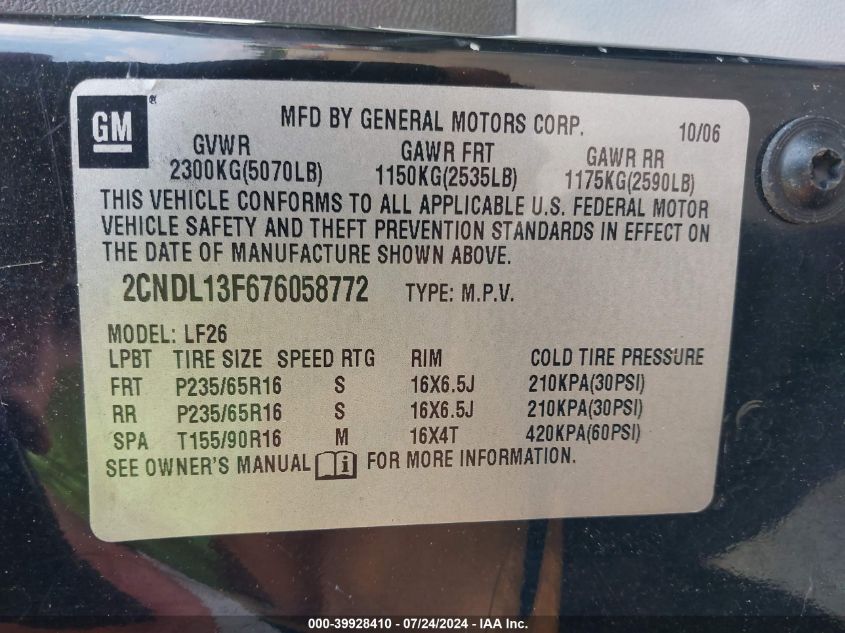 GM®
MFD BY GENERAL MOTORS CORP. 10/06
GVWR GAWR FRT GAWR RR
2300KG(5070LB) 1150KG(2535LB) 1175KG(2590LB)
THIS VEHICLE CONFORMS TO ALL APPLICABLE U.S. FEDERAL MOTOR
VEHICLE SAFETY AND THEFT PREVENTION STANDARDS IN EFFECT ON
THE DATE OF MANUFACTURE SHOWN ABOVE.
2CNDL13F676058772 TYPE: M.P.V.
MODEL: LF26
LPBT TIRE SIZE SPEED RTG RIM COLD TIRE PRESSURE
FRT P235/65R16 S 16X6.5J 210KPA(30PSI)
RR P235/65R16 S 16X6.5J 210KPA(30PSI)
SPA T155/90R16 M 16X4T 420KPA(60PSI)
SEE OWNER'S MANUAL i FOR MORE INFORMATION.
000-39928410 - 07/24/2024 - © 2024 - IAA Inc.